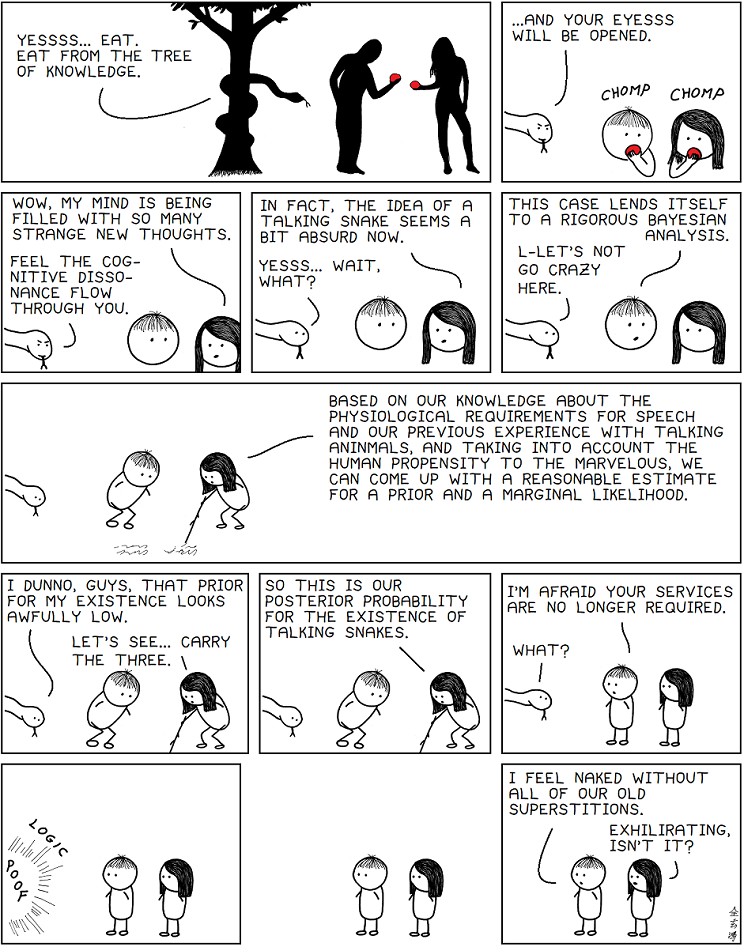 YESSSS... EAT.
EAT FROM THE TREE
OF KNOWLEDGE.
...AND YOUR EYESSS
WILL BE OPENED.
CHOMP
CHOMP
WOW, MY MIND IS BEING
FILLED WITH SO MANY
STRANGE NEW THOUGHTS.
FEEL THE COG-
NITIVE DISSO-
NANCE FLOW
THROUGH YOU.
IN FACT, THE IDEA OF A
TALKING SNAKE SEEMS A
BIT ABSURD NOW.
YESSS... WAIT,
WHAT?
THIS CASE LENDS ITSELF
TO A RIGOROUS BAYESIAN
ANALYSIS.
L-LET'S NOT
GO CRAZY
HERE.
BASED ON OUR KNOWLEDGE ABOUT THE
PHYSIOLOGICAL REQUIREMENTS FOR SPEECH
AND OUR PREVIOUS EXPERIENCE WITH TALKING
ANINMALS, AND TAKING INTO ACCOUNT THE
HUMAN PROPENSITY TO THE MARVELOUS, WE
CAN COME UP WITH A REASONABLE ESTIMATE
FOR A PRIOR AND A MARGINAL LIKELIHOOD.
I DUNNO, GUYS, THAT PRIOR
FOR MY EXISTENCE LOOKS
AWFULLY LOW.
LET'S SEE... CARRY
THE THREE.
SO THIS IS OUR
POSTERIOR PROBABILITY
FOR THE EXISTENCE OF
TALKING SNAKES.
I'M AFRAID YOUR SERVICES
ARE NO LONGER REQUIRED.
WHAT?
LOGIC
POOF
I FEEL NAKED WITHOUT
ALL OF OUR OLD
SUPERSTITIONS.
EXHILIRATING,
ISN'T IT?